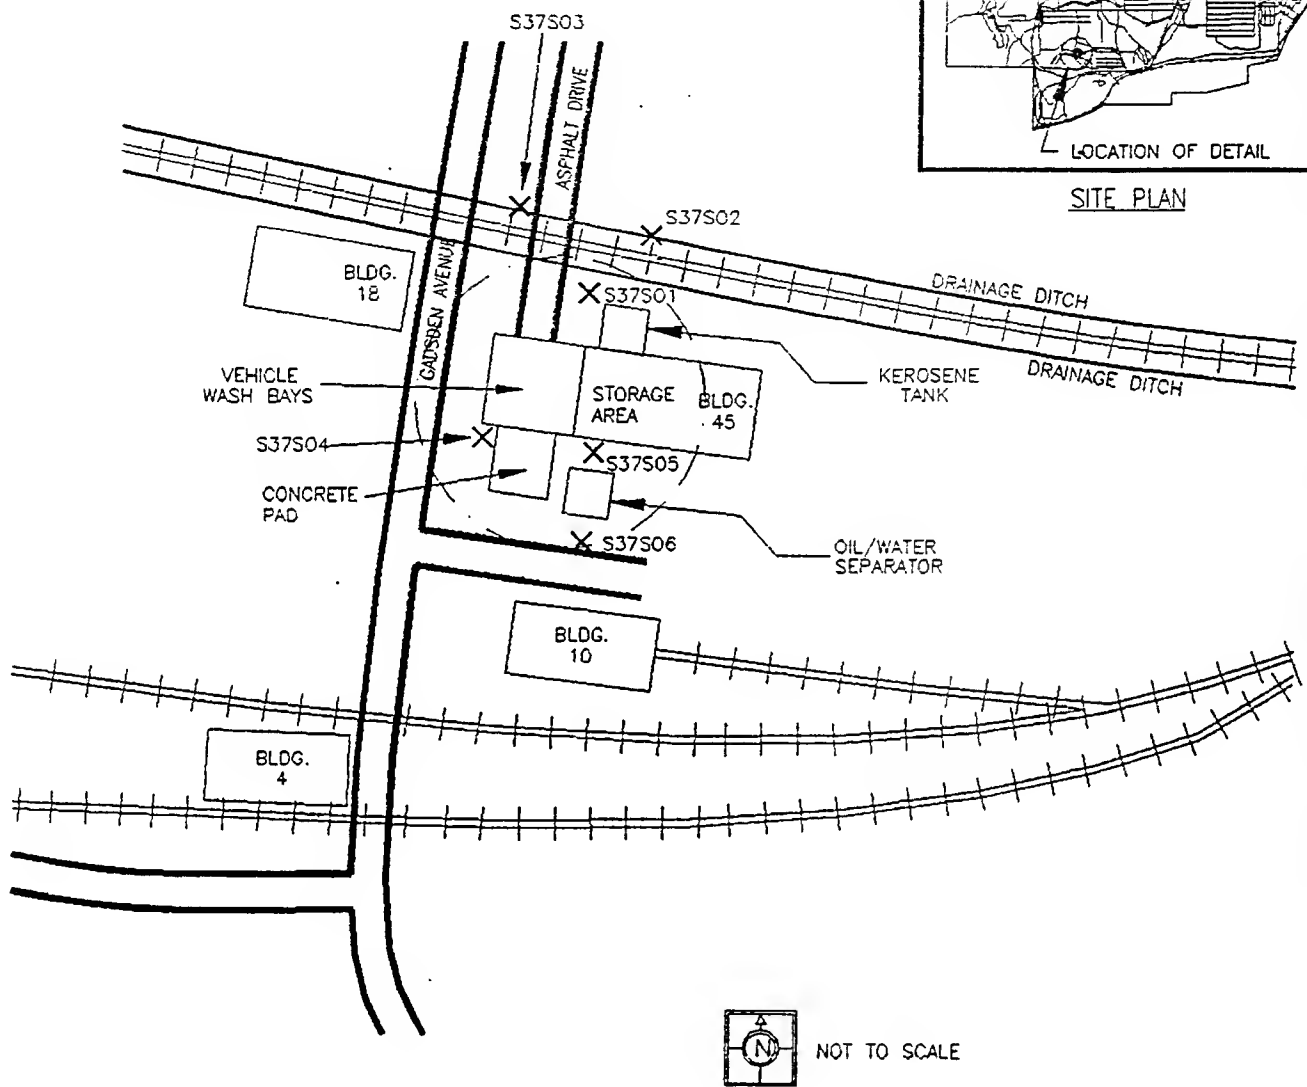 S37S03
ASPHALT DRIVE
LOCATION OF DETAIL
SITE PLAN
S37S02
BLDG.
18
GADSDEN AVENUE
S37S01
DRAINAGE DITCH
DRAINAGE DITCH
VEHICLE
WASH BAYS
STORAGE
AREA
BLDG.
45
KEROSENE
TANK
S37S04
S37S05
CONCRETE
PAD
S37S06
OIL/WATER
SEPARATOR
BLDG.
10
BLDG.
4
N
NOT TO SCALE